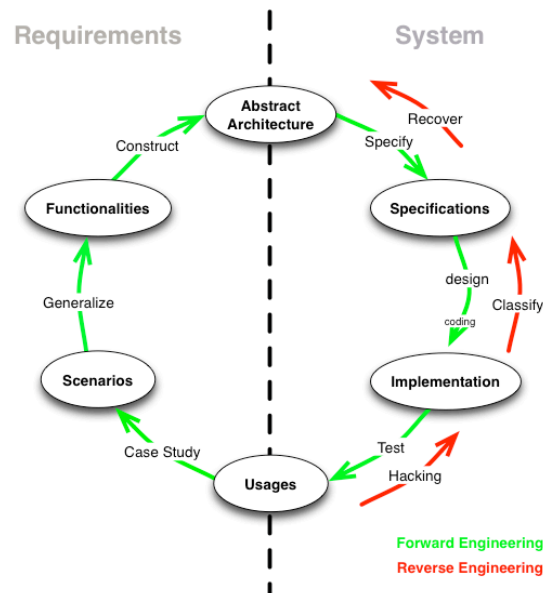 Requirements
System
Abstract
Architecture
Recover
Construct
Specify
Functionalities
Specifications
design
Generalize
Classify
coding
Scenarios
Implementation
Case Study
Test
Usages
Hacking
Forward Engineering
Reverse Engineering